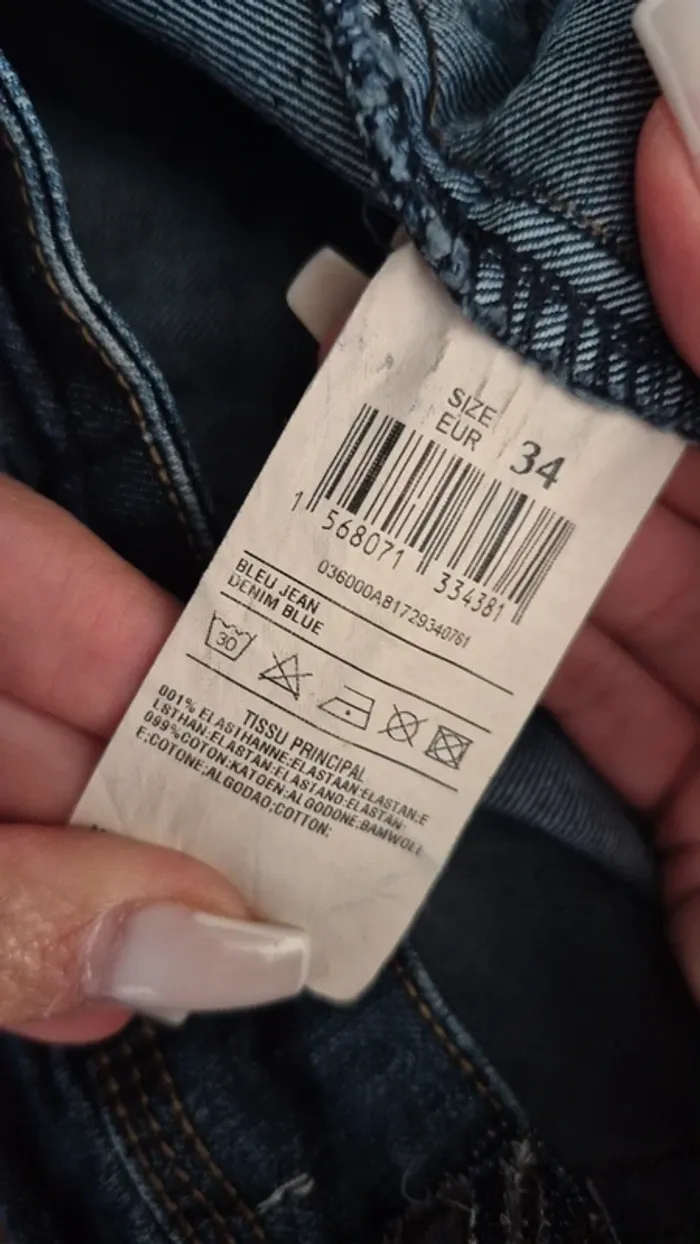 SIZE
EUR 34
1 568071 334381
036000AB1729340761
BLEU JEAN
DENIM BLUE
30
TISSU PRINCIPAL
001% ELASTHANNE:ELASTAAN:ELASTAN:E
LSTHAN:ELASTAN:ELASTANO:ELASTAN:
099%COTON:KATOEN:ALGODONE:BAMWOLL
E:COTONE:ALGODAO:COTTON: